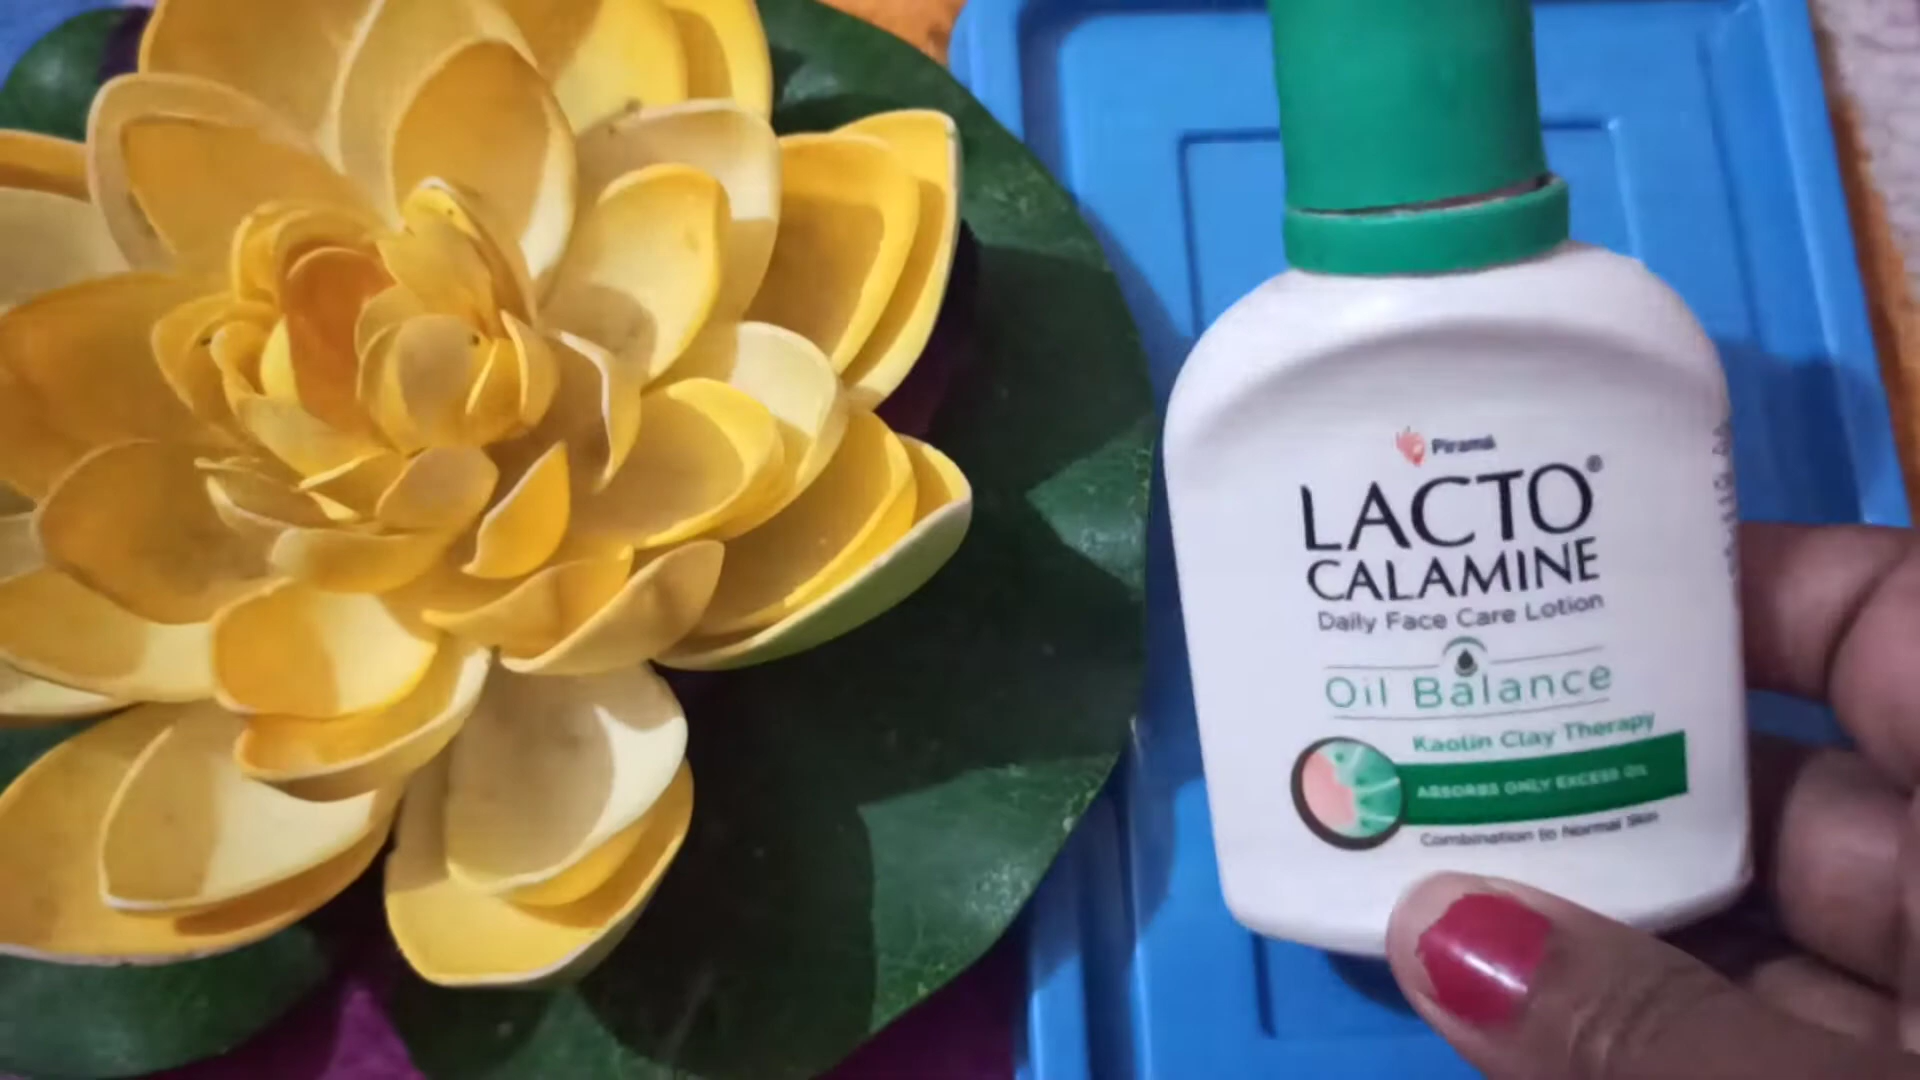 Piramal
LACTO®
CALAMINE
Daily Face Care Lotion
Oil Balance
Kaolin Clay Therapy
ABSORBS ONLY EXCESS OIL
Combination to Normal Skin